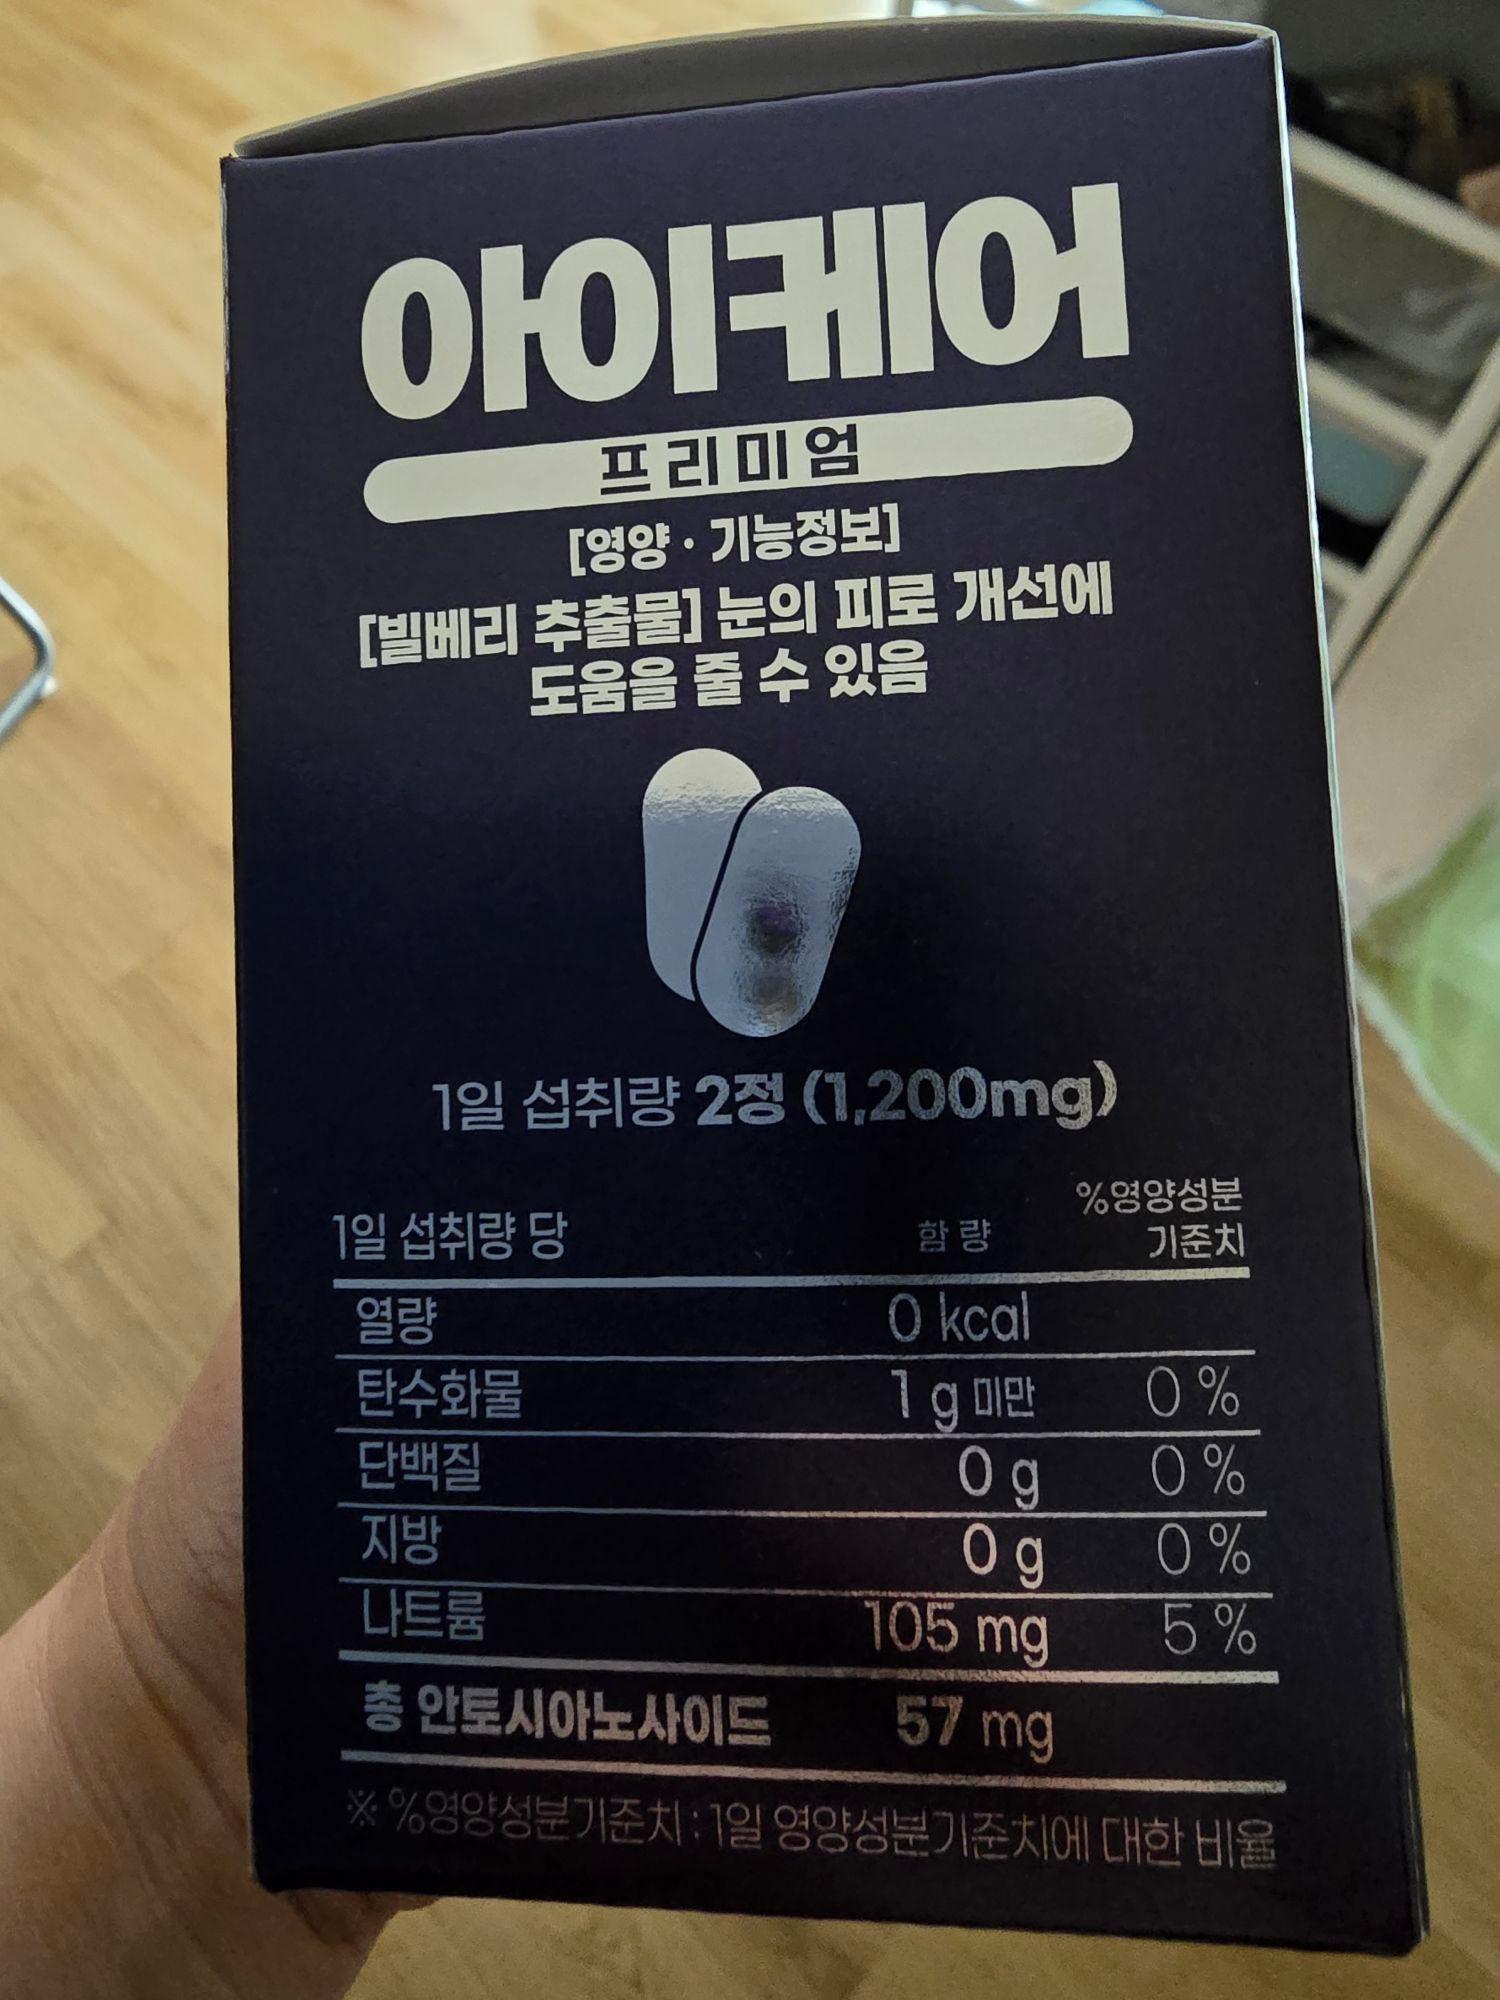 아이케어
프리미엄
[영양·기능정보]
[빌베리 추출물] 눈의 피로 개선에
도움을 줄 수 있음
1일 섭취량 2정 (1,200mg)
1일 섭취량 당 함량 %영양성분 기준치
열량 0 kcal
탄수화물 1 g 미만 0 %
단백질 0 g 0 %
지방 0 g 0 %
나트륨 105 mg 5 %
총 안토시아노사이드 57 mg
※ %영양성분기준치 : 1일 영양성분기준치에 대한 비율